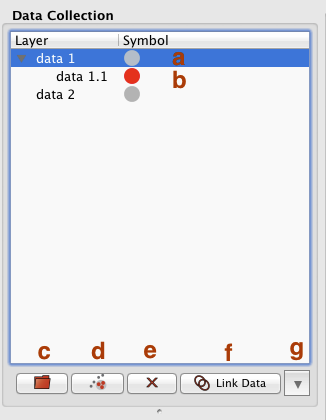 Data Collection
Layer Symbol
data 1 a
data 1.1 b
data 2
c d e f g
Link Data